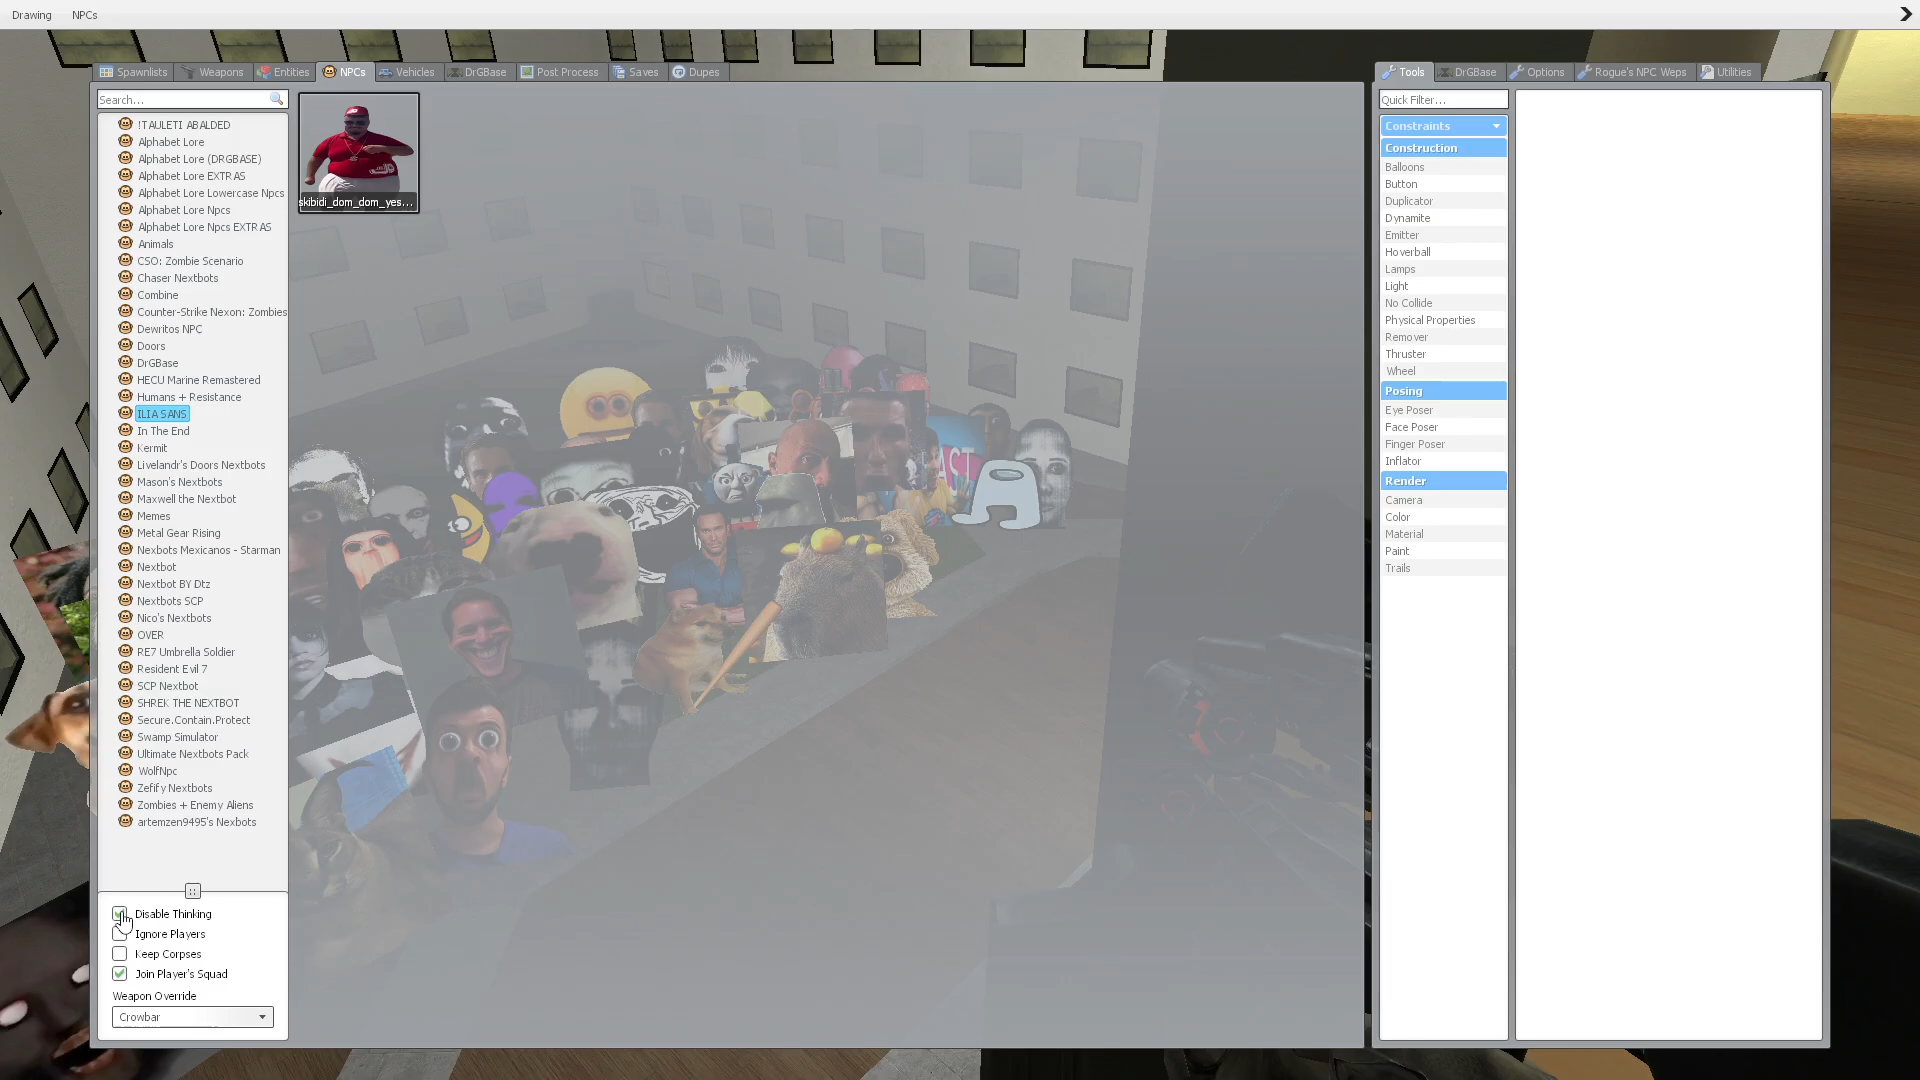 Drawing NPCs
Spawnlists Weapons Entities NPCs Vehicles DrGBase Post Process Saves Dupes
Tools DrGBase Options Rogue's NPC Weps Utilities
Search...
!TAULETI ABALDED
Alphabet Lore
Alphabet Lore (DRGBASE)
Alphabet Lore EXTRAS
Alphabet Lore Lowercase Npcs
Alphabet Lore Npcs
Alphabet Lore Npcs EXTRAS
Animals
CSO: Zombie Scenario
Chaser Nextbots
Combine
Counter-Strike Nexon: Zombies
Dewritos NPC
Doors
DrGBase
HECU Marine Remastered
Humans + Resistance
ILIA SANS
In The End
Kermit
Livelandr's Doors Nextbots
Mason's Nextbots
Maxwell the Nextbot
Memes
Metal Gear Rising
Nexbots Mexicanos - Starman
Nextbot
Nextbot BY Dtz
Nextbots SCP
Nico's Nextbots
OVER
RE7 Umbrella Soldier
Resident Evil 7
SCP Nextbot
SHREK THE NEXTBOT
Secure.Contain.Protect
Swamp Simulator
Ultimate Nextbots Pack
WolfNpc
Zefify Nextbots
Zombies + Enemy Aliens
artemzen9495's Nexbots
Disable Thinking
Ignore Players
Keep Corpses
Join Player's Squad
Weapon Override
Crowbar
skibidi_dom_dom_yes...
Quick Filter...
Constraints
Construction
Balloons
Button
Duplicator
Dynamite
Emitter
Hoverball
Lamps
Light
No Collide
Physical Properties
Remover
Thruster
Wheel
Posing
Eye Poser
Face Poser
Finger Poser
Inflator
Render
Camera
Color
Material
Paint
Trails